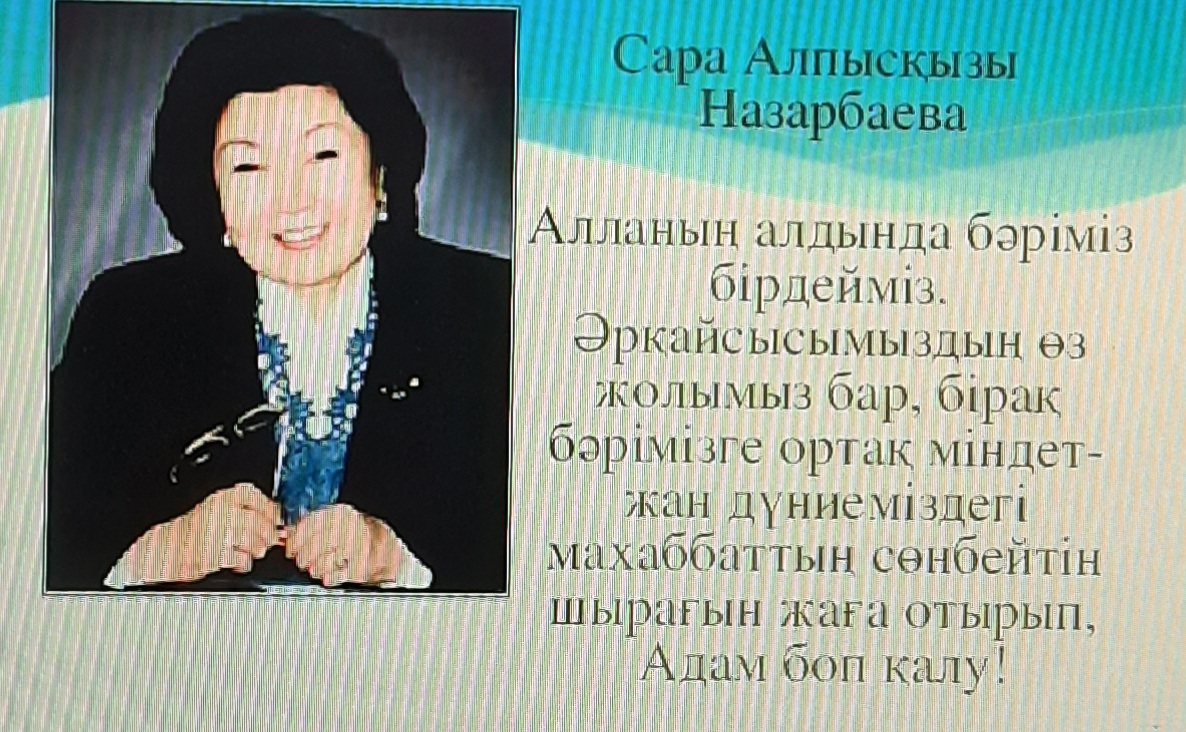 Сара Алпысқызы
Назарбаева
Алланың алдында бәріміз
бірдейміз.
Әрқайсысымыздың өз
жолымыз бар, бірақ
бәрімізге ортақ міндет-
жан дүниеміздегі
махаббаттың сөнбейтін
шырағын жаға отырып,
Адам боп қалу!